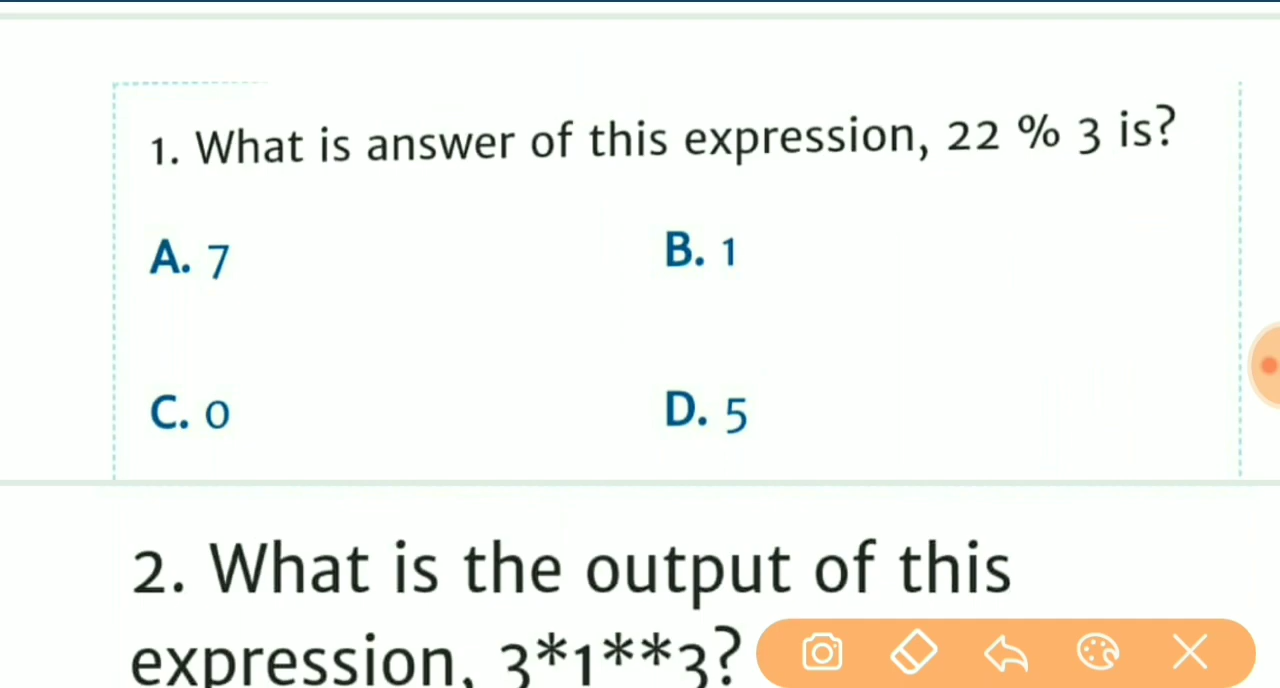 1. What is answer of this expression, 22 % 3 is?
A. 7
B. 1
C. 0
D. 5
2. What is the output of this
expression, 3*1**3?